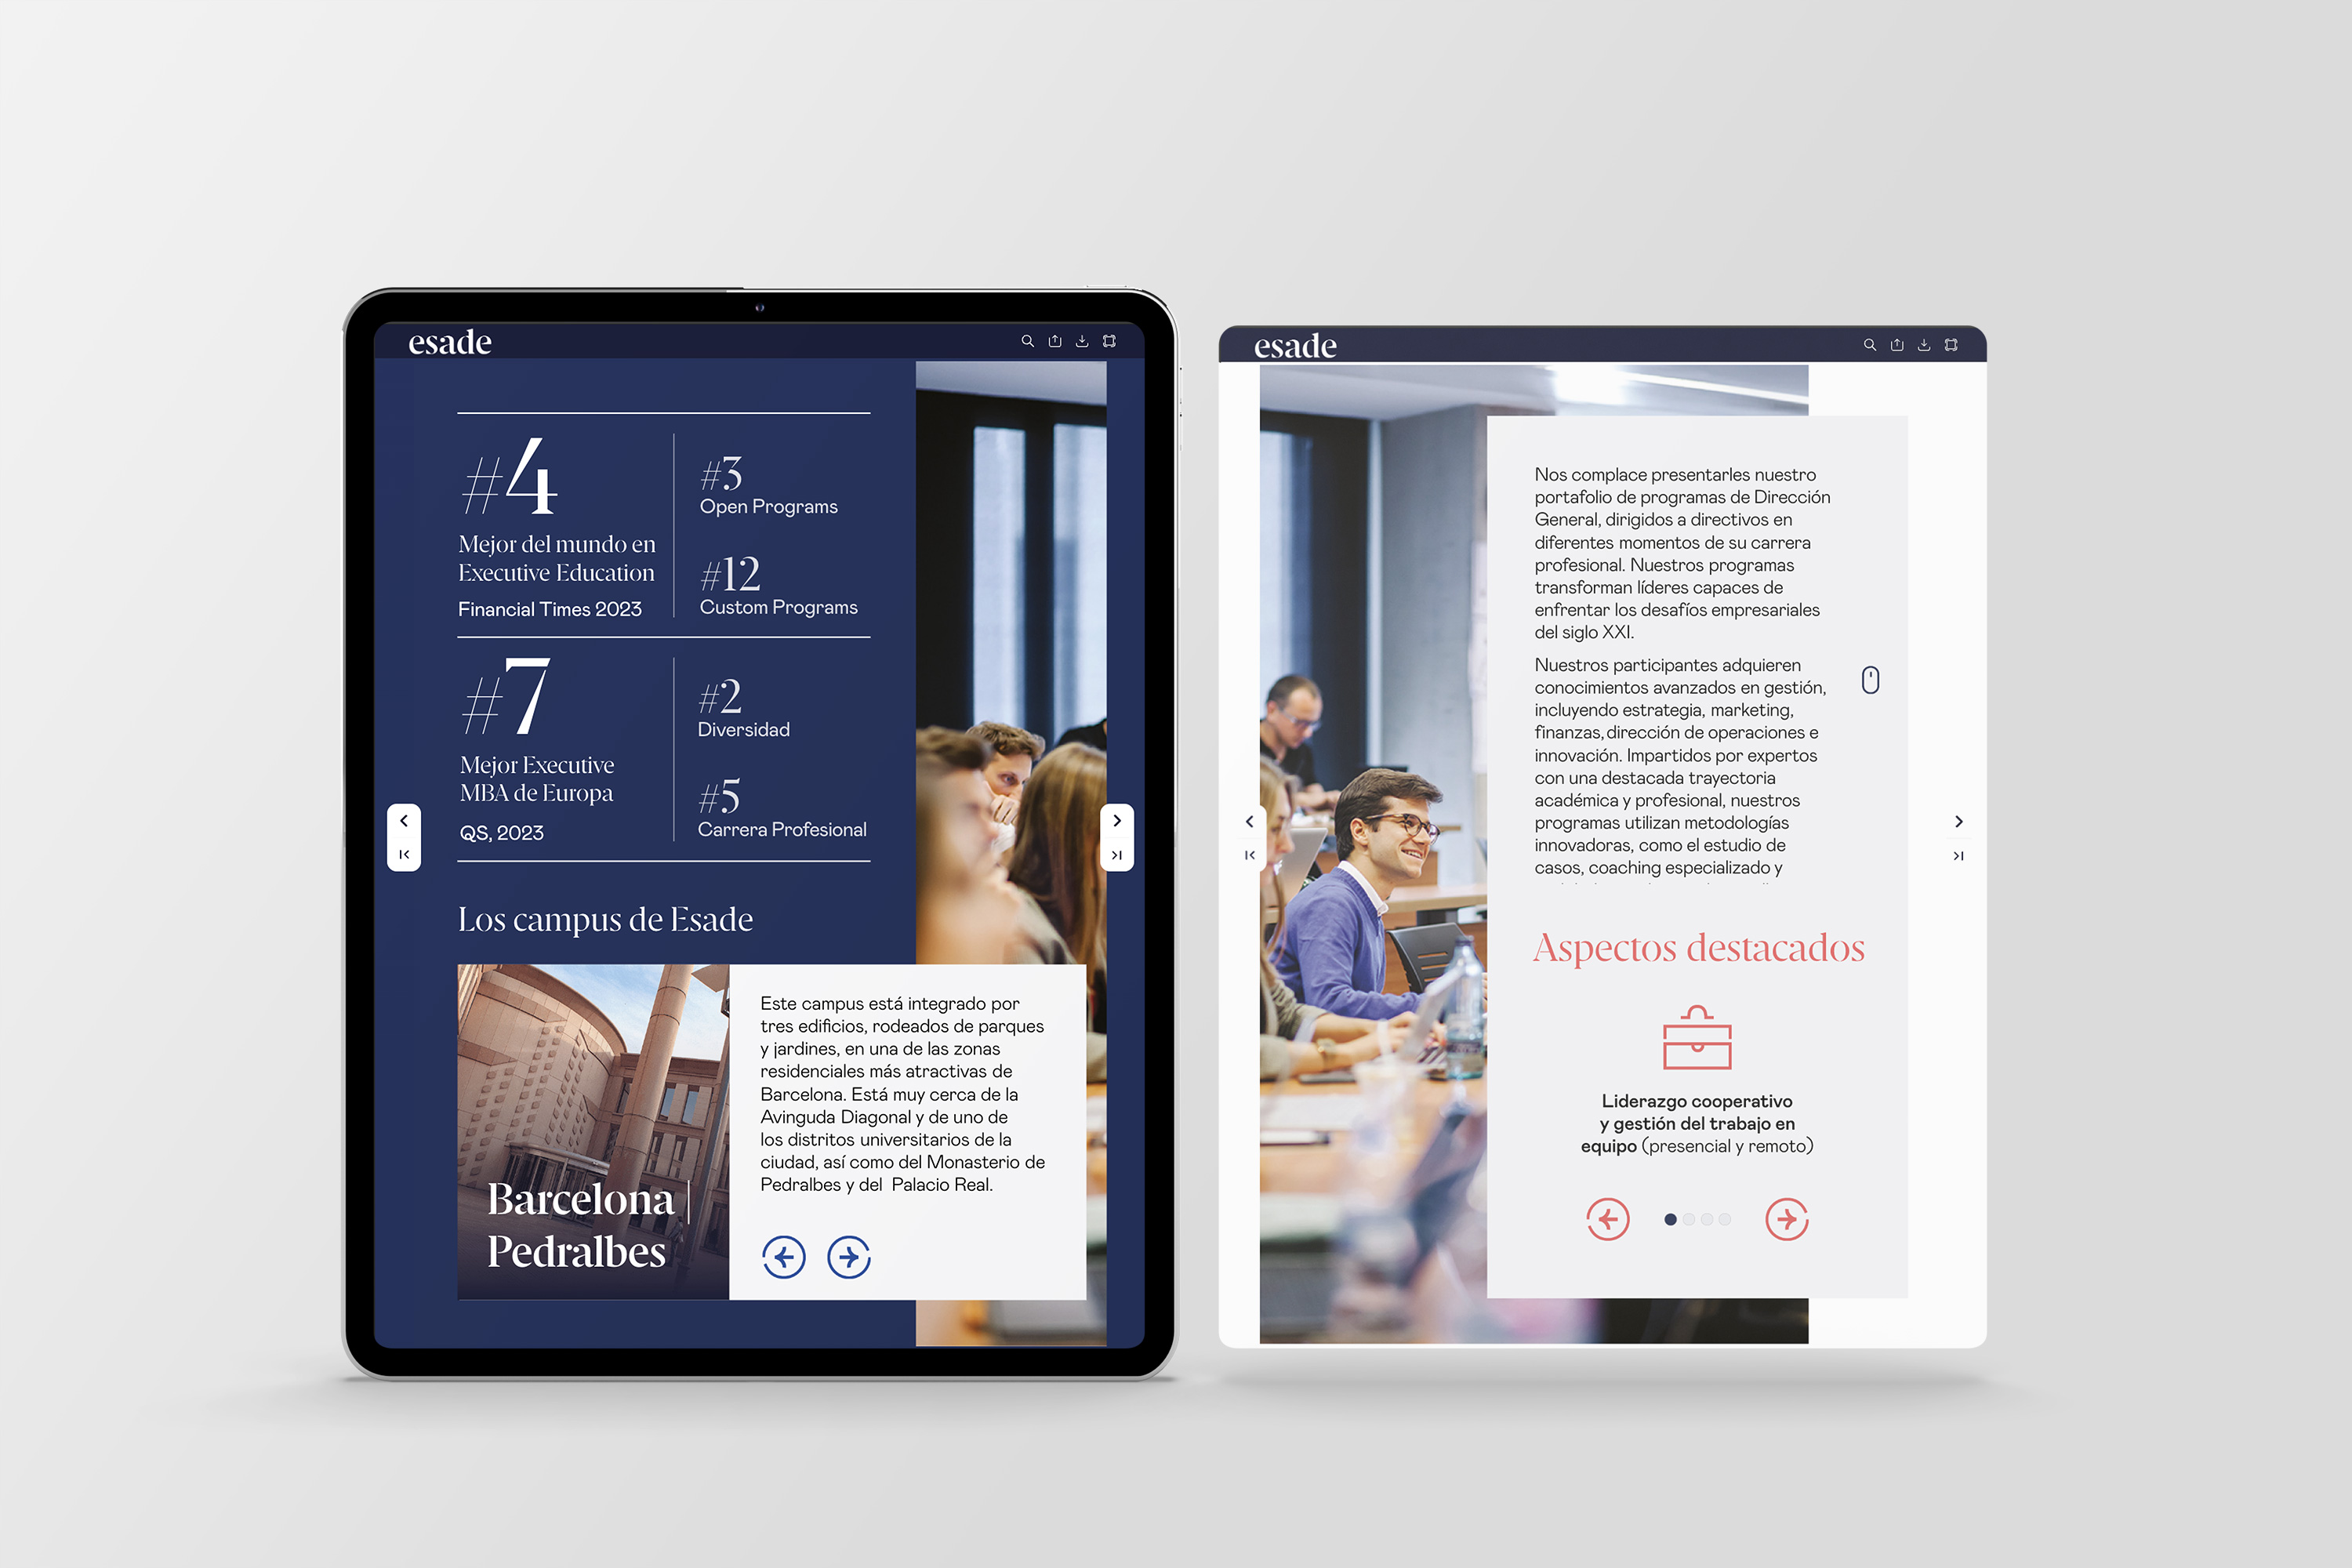 esade
#4
Mejor del mundo en
Executive Education
Financial Times 2023
#3
Open Programs
#12
Custom Programs
#7
Mejor Executive
MBA de Europa
QS, 2023
#2
Diversidad
#5
Carrera Profesional
Los campus de Esade
Barcelona |
Pedralbes
Este campus está integrado por
tres edificios, rodeados de parques
y jardines, en una de las zonas
residenciales más atractivas de
Barcelona. Está muy cerca de la
Avinguda Diagonal y de uno de
los distritos universitarios de la
ciudad, así como del Monasterio de
Pedralbes y del Palacio Real.
esade
Nos complace presentarles nuestro
portafolio de programas de Dirección
General, dirigidos a directivos en
diferentes momentos de su carrera
profesional. Nuestros programas
transforman líderes capaces de
enfrentar los desafíos empresariales
del siglo XXI.
Nuestros participantes adquieren
conocimientos avanzados en gestión,
incluyendo estrategia, marketing,
finanzas, dirección de operaciones e
innovación. Impartidos por expertos
con una destacada trayectoria
académica y profesional, nuestros
programas utilizan metodologías
innovadoras, como el estudio de
casos, coaching especializado y
Aspectos destacados
Liderazgo cooperativo
y gestión del trabajo en
equipo (presencial y remoto)